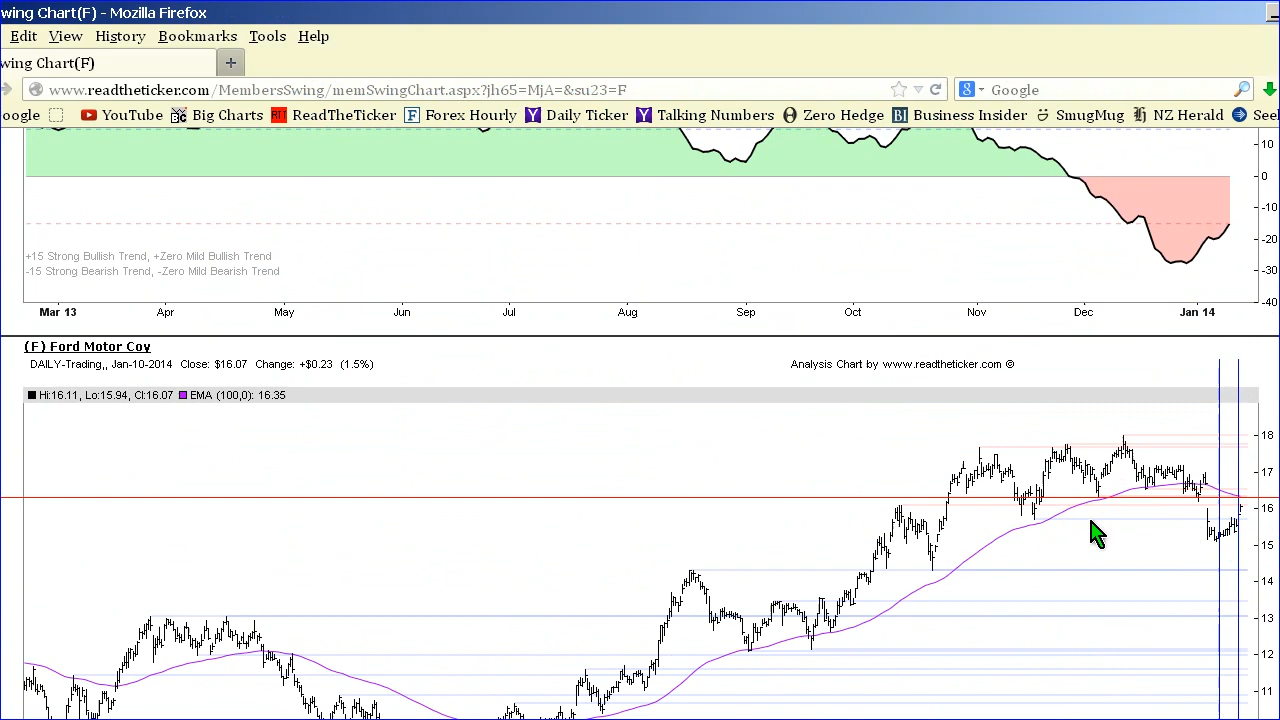 wing Chart(F) - Mozilla Firefox
Edit View History Bookmarks Tools Help
wing Chart(F) +
www.readtheticker.com/MembersSwing/memSwingChart.aspx?jh65=MjA=&su23=F Google
oogle YouTube Big Charts RTT ReadTheTicker F Forex Hourly Y Daily Ticker Y Talking Numbers Zero Hedge BI Business Insider SmugMug NZ Herald Seel
10
0
-10
-20
-30
-40
+15 Strong Bullish Trend, +Zero Mild Bullish Trend
-15 Strong Bearish Trend, -Zero Mild Bearish Trend
Mar 13 Apr May Jun Jul Aug Sep Oct Nov Dec Jan 14
(F) Ford Motor Coy
DAILY-Trading,, Jan-10-2014 Close: $16.07 Change: +$0.23 (1.5%) Analysis Chart by www.readtheticker.com ©
Hi:16.11, Lo:15.94, Cl:16.07 EMA (100,0): 16.35
18
17
16
15
14
13
12
11